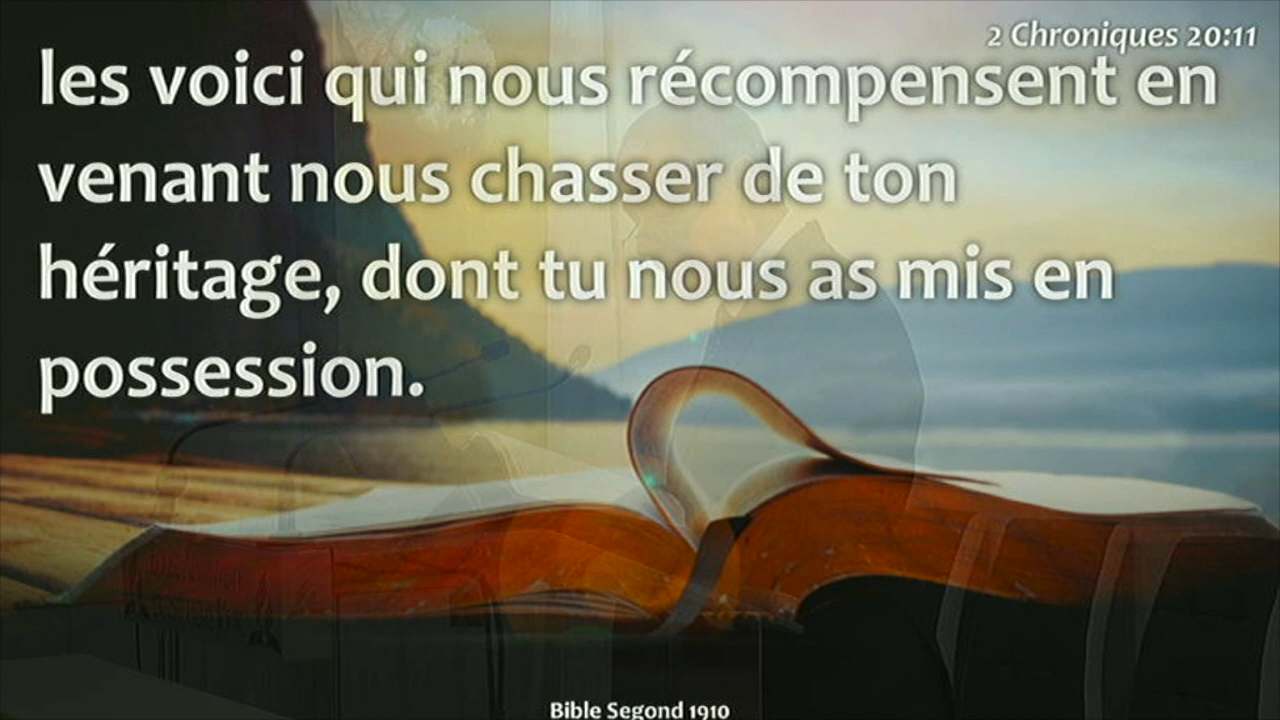 2 Chroniques 20:11
les voici qui nous récompensent en
venant nous chasser de ton
héritage, dont tu nous as mis en
possession.
Bible Segond 1910